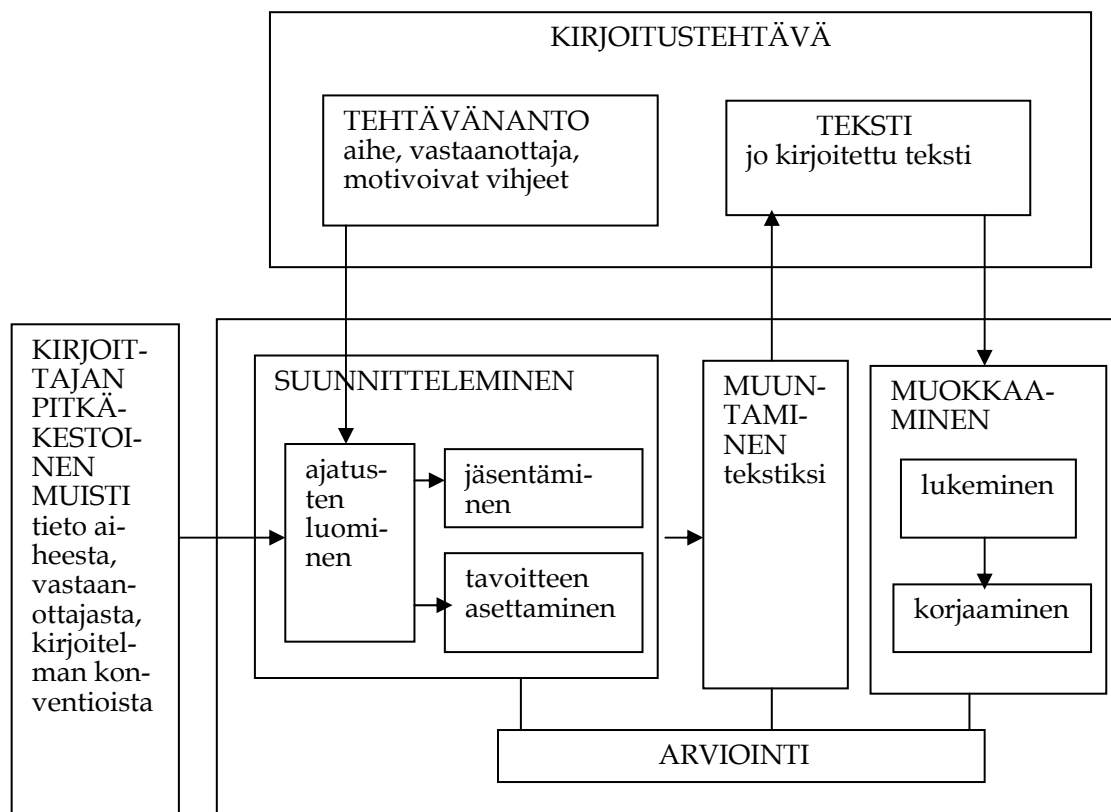 KIRJOITUSTEHTÄVÄ
TEHTÄVÄNANTO
aihe, vastaanottaja,
motivoivat vihjeet
TEKSTI
jo kirjoitettu teksti
KIRJOIT-
TAJAN
PITKÄ-
KESTOI-
NEN
MUISTI
tieto ai-
heesta,
vastaan-
ottajasta,
kirjoitel-
man kon-
ventioista
SUUNNITTELEMINEN
ajatus-
ten
luomi-
nen
jäsentämi-
nen
tavoitteen
asettaminen
MUUN-
TAMI-
NEN
tekstiksi
MUOKKAA-
MINEN
lukeminen
korjaaminen
ARVIOINTI